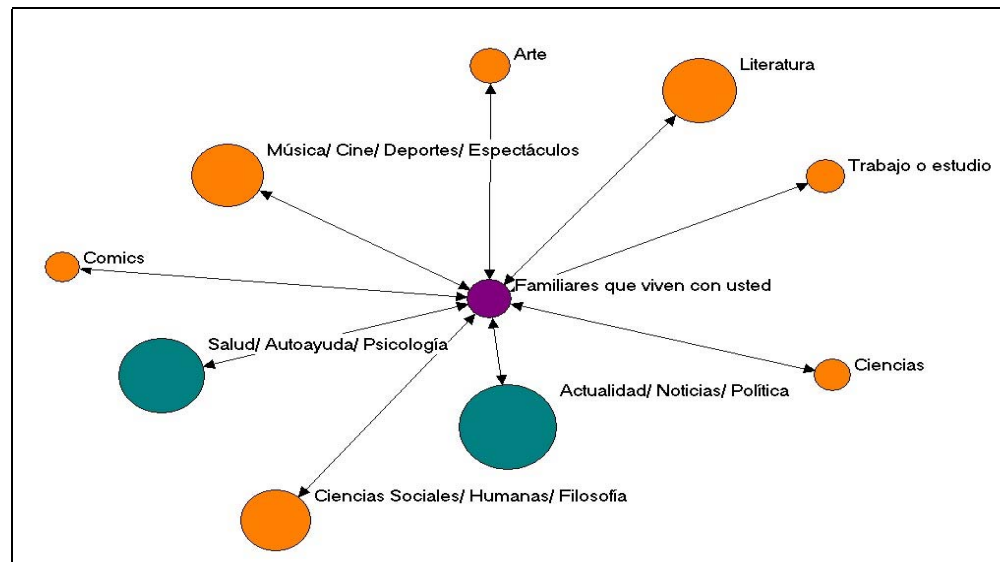 Arte
Literatura
Música/ Cine/ Deportes/ Espectáculos
Trabajo o estudio
Comics
Familiares que viven con usted
Salud/ Autoayuda/ Psicología
Ciencias
Actualidad/ Noticias/ Política
Ciencias Sociales/ Humanas/ Filosofía